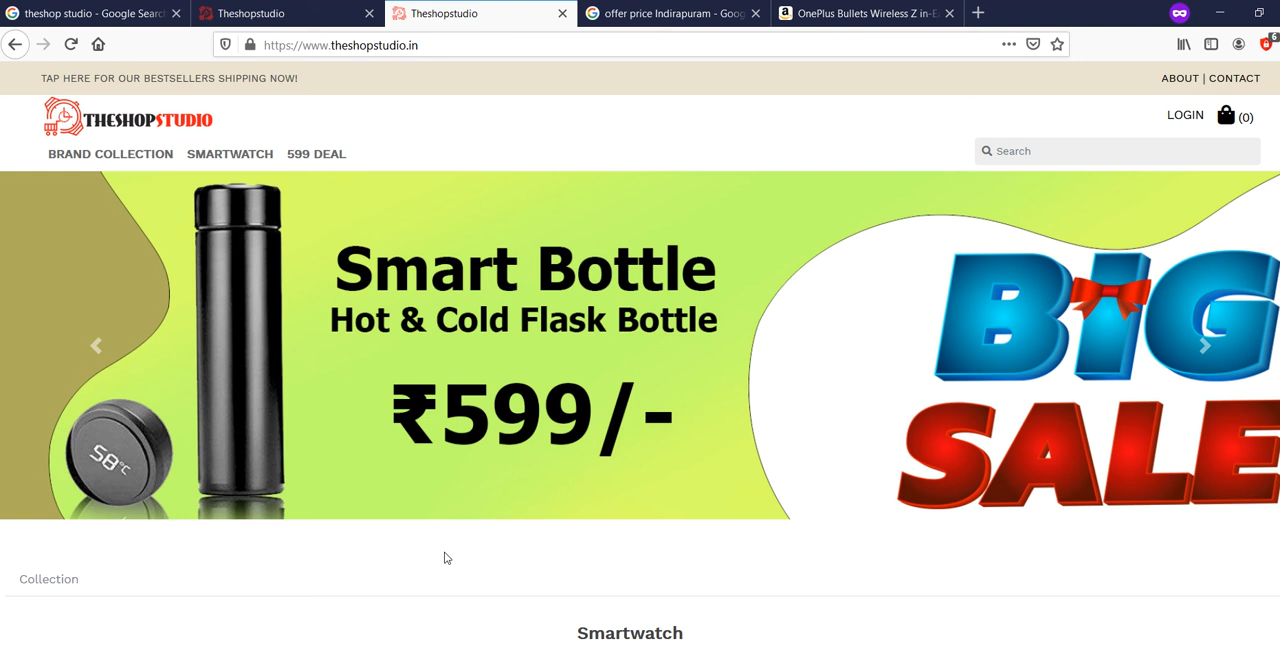 theshop studio - Google Searc
Theshopstudio
Theshopstudio
offer price Indirapuram - Goog
OnePlus Bullets Wireless Z in-E
https://www.theshopstudio.in
6
TAP HERE FOR OUR BESTSELLERS SHIPPING NOW!
ABOUT | CONTACT
THESHOPSTUDIO
LOGIN
(0)
BRAND COLLECTION SMARTWATCH 599 DEAL
Search
Smart Bottle
Hot & Cold Flask Bottle
₹599/-
58°C
BIG
SALE
Collection
Smartwatch